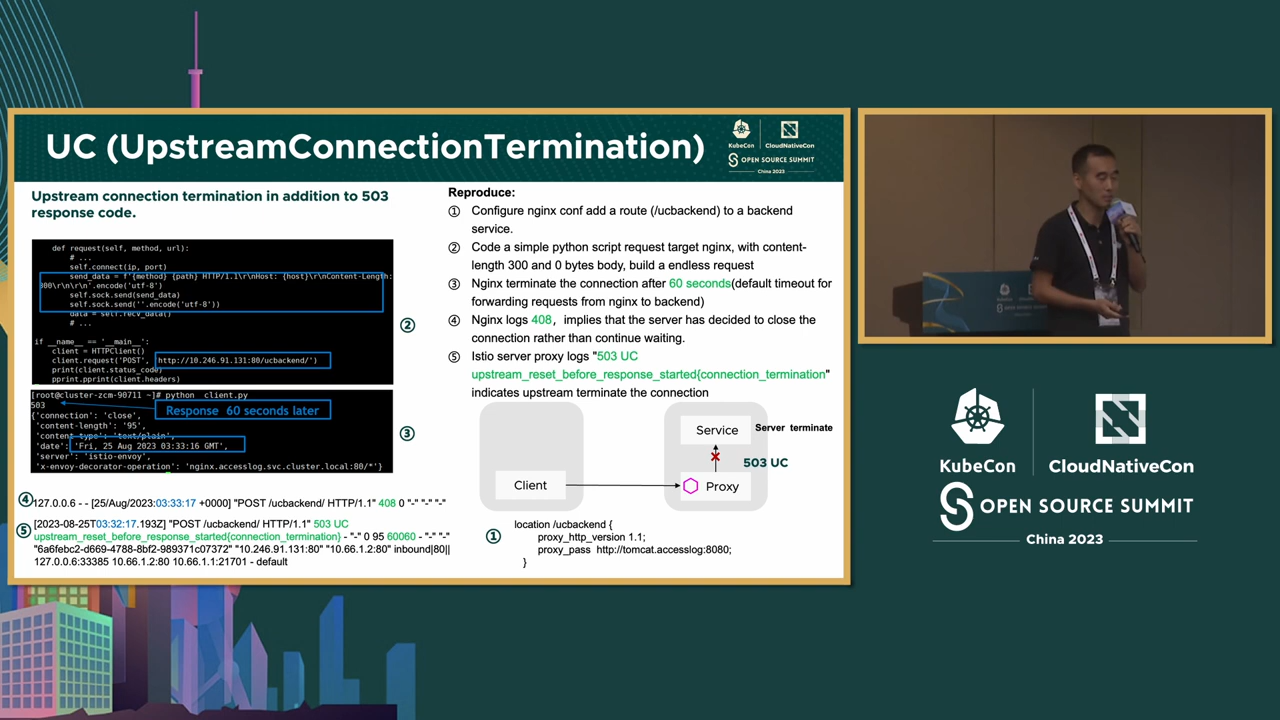 UC (UpstreamConnectionTermination)
KubeCon
CloudNativeCon
OPEN SOURCE SUMMIT
China 2023
Upstream connection termination in addition to 503
response code.
def request(self, method, url):
# ...
self.connect(ip, port)
send_data = f'{method} {path} HTTP/1.1\r\nHost: {host}\r\nContent-Length:
300\r\n\r\n'.encode('utf-8')
self.sock.send(send_data)
self.sock.send(''.encode('utf-8'))
data = self.recv_data()
# ...
if __name__ == '__main__':
client = HTTPClient()
client.request('POST', 'http://10.246.91.131:80/ucbackend/')
print(client.status_code)
pprint.pprint(client.headers)
②
[root@cluster-zcm-90711 ~]# python client.py
503
Response 60 seconds later
{'connection': 'close',
'content-length': '95',
'content-type': 'text/plain',
'date': 'Fri, 25 Aug 2023 03:33:16 GMT',
'server': 'istio-envoy',
'x-envoy-decorator-operation': 'nginx.accesslog.svc.cluster.local:80/*'}
③
④ 127.0.0.6 - - [25/Aug/2023:03:33:17 +0000] "POST /ucbackend/ HTTP/1.1" 408 0 "-" "-" "-"
⑤ [2023-08-25T03:32:17.193Z] "POST /ucbackend/ HTTP/1.1" 503 UC
upstream_reset_before_response_started{connection_termination} - "-" 0 95 60060 - "-" "-"
"6a6febc2-d669-4788-8bf2-989371c07372" "10.246.91.131:80" "10.66.1.2:80" inbound|80||
127.0.0.6:33385 10.66.1.2:80 10.66.1.1:21701 - default
Reproduce:
① Configure nginx conf add a route (/ucbackend) to a backend
service.
② Code a simple python script request target nginx, with content-
length 300 and 0 bytes body, build a endless request
③ Nginx terminate the connection after 60 seconds(default timeout for
forwarding requests from nginx to backend)
④ Nginx logs 408, implies that the server has decided to close the
connection rather than continue waiting.
⑤ Istio server proxy logs "503 UC
upstream_reset_before_response_started{connection_termination"
indicates upstream terminate the connection
Service
Server terminate
503 UC
Client
Proxy
① location /ucbackend {
proxy_http_version 1.1;
proxy_pass http://tomcat.accesslog:8080;
}
KubeCon
CloudNativeCon
OPEN SOURCE SUMMIT
China 2023